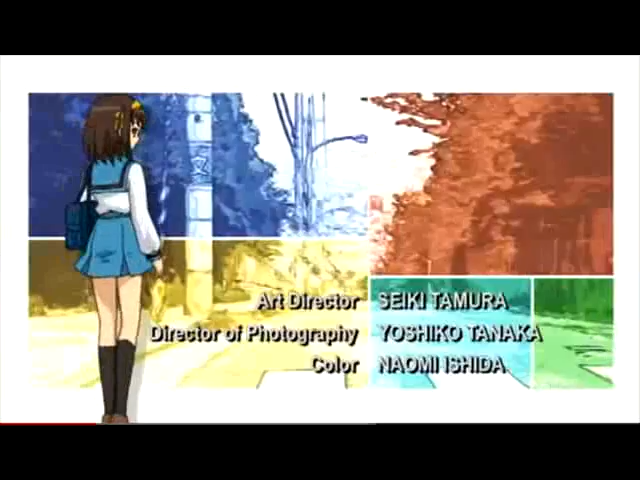 Art Director SEIKI TAMURA
Director of Photography YOSHIKO TANAKA
Color NAOMI ISHIDA